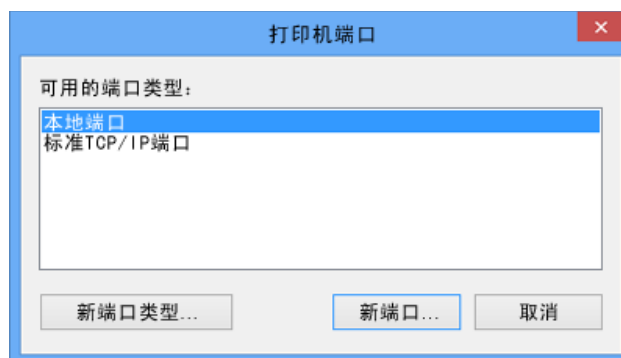 打印机端口
可用的端口类型：
本地端口
标准TCP/IP端口
新端口类型... 新端口... 取消